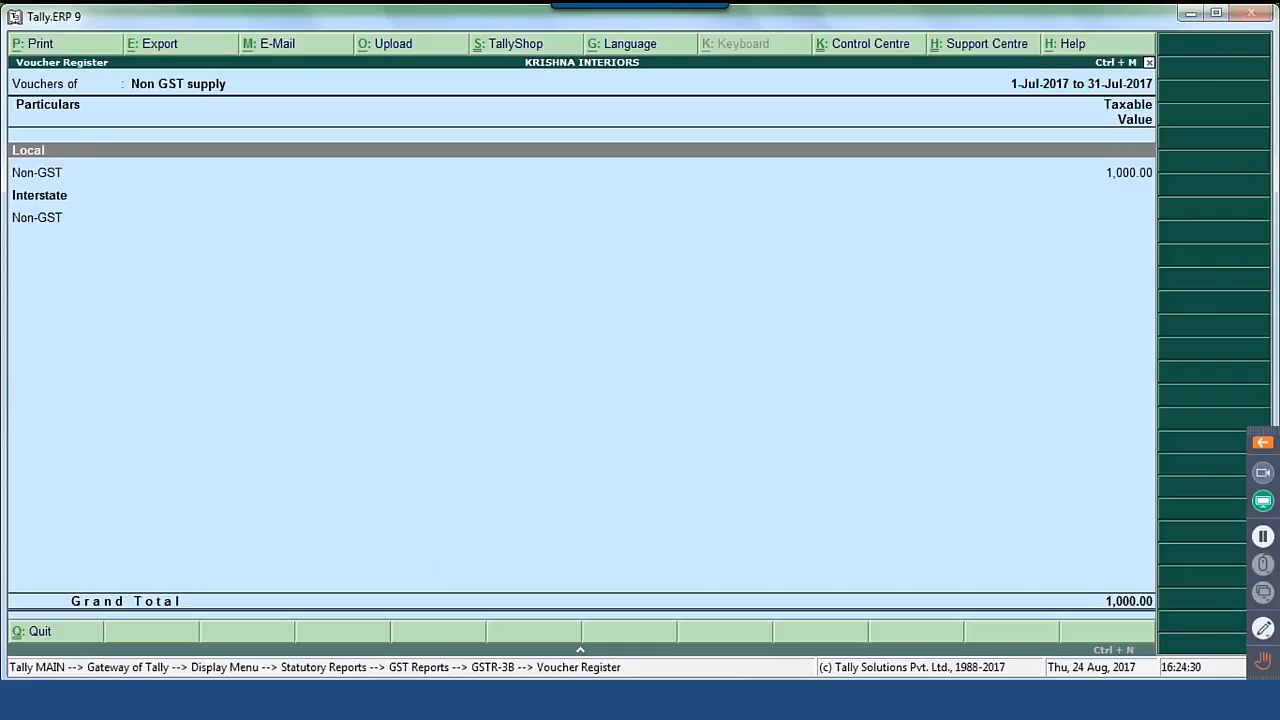 Tally.ERP 9
P: Print E: Export M: E-Mail O: Upload S: TallyShop G: Language K: Keyboard K: Control Centre H: Support Centre H: Help
Voucher Register KRISHNA INTERIORS Ctrl + M
Vouchers of : Non GST supply 1-Jul-2017 to 31-Jul-2017
Particulars Taxable
Value
Local
Non-GST 1,000.00
Interstate
Non-GST
Grand Total 1,000.00
Q: Quit
Ctrl + N
Tally MAIN --> Gateway of Tally --> Display Menu --> Statutory Reports --> GST Reports --> GSTR-3B --> Voucher Register (c) Tally Solutions Pvt. Ltd., 1988-2017 Thu, 24 Aug, 2017 16:24:30